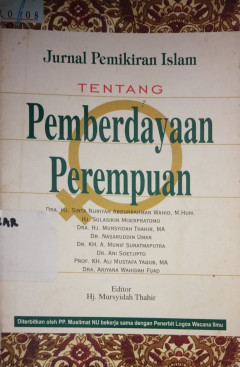 Jurnal Pemikiran Islam
TENTANG
Pemberdayaan
Perempuan
DRA. HJ. SINTA NURIYAH ABDURRAHMAN WAHID, M.HUM.
HJ. SULASIKIN MOERPRATOMO
DRA. HJ. MURSYIDAH THAHIR, MA
DR. NASARUDDIN UMAR
DR. KH. A. MUNIF SURATMAPUTRA
DR. ANI SOETJIPTO
PROF. KH. ALI MUSTAFA YAQUB, MA
DRA. ARIYANA WAHIDAH FUAD
Editor
Hj. Mursyidah Thahir
Diterbitkan oleh PP. Muslimat NU bekerja sama dengan Penerbit Logos Wacana Ilmu